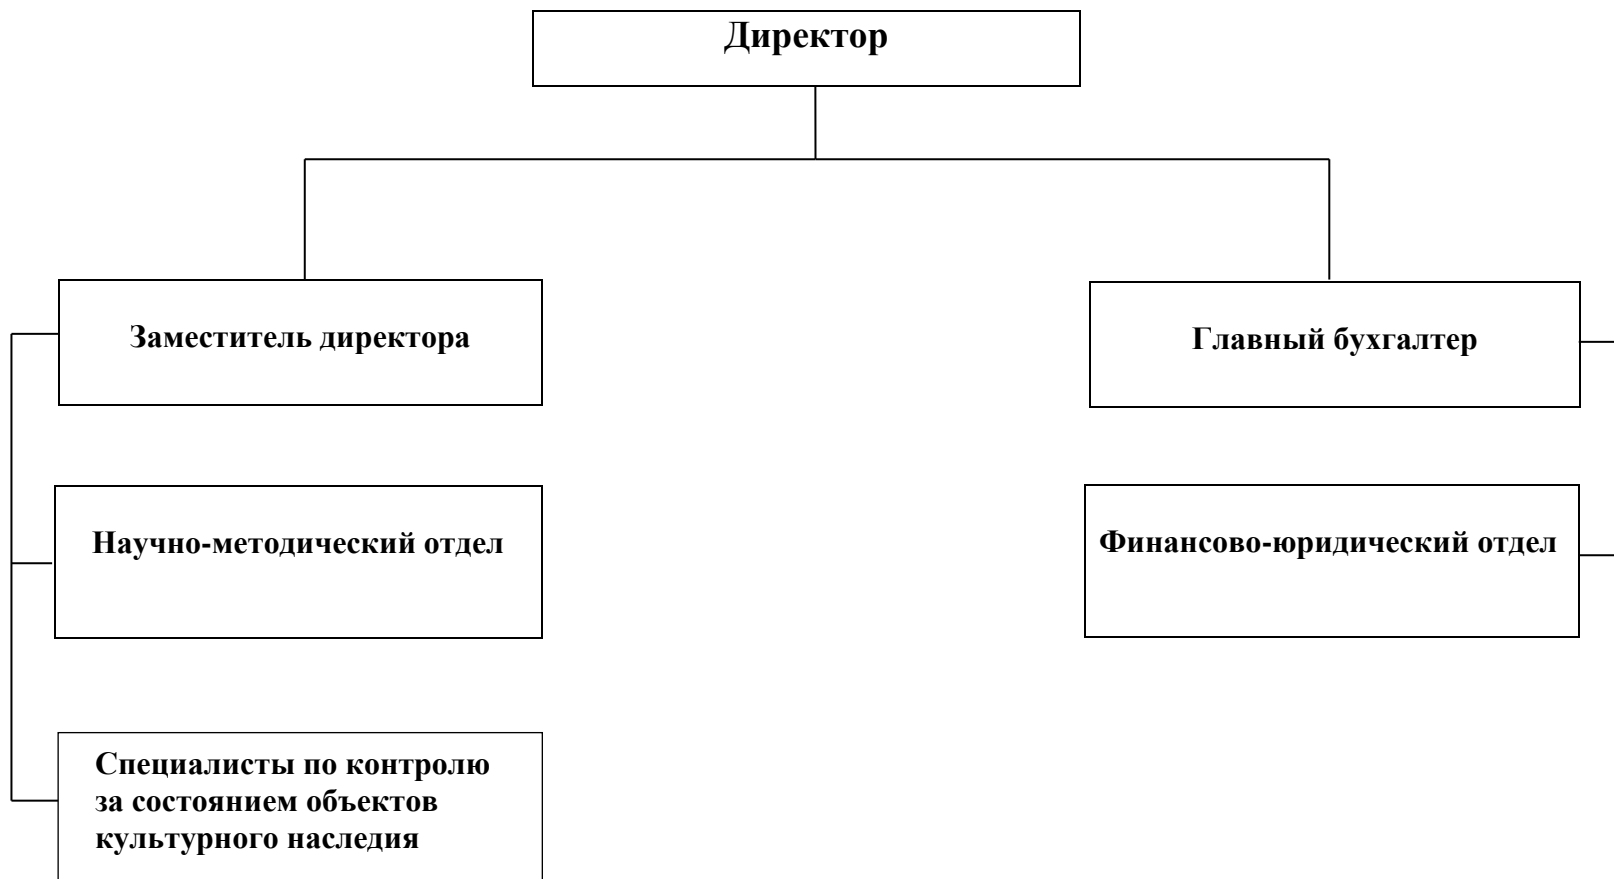 Директор
Заместитель директора
Главный бухгалтер
Научно-методический отдел
Финансово-юридический отдел
Специалисты по контролю
за состоянием объектов
культурного наследия